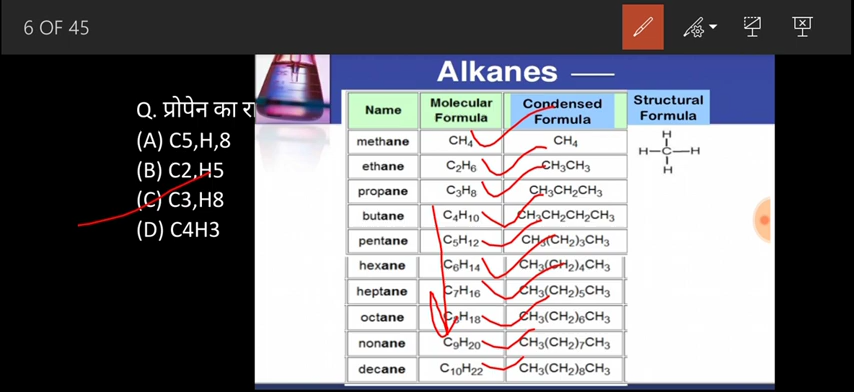 6 OF 45
Q. प्रोपेन का
(A) C5,H,8
(B) C2,H5
(C) C3,H8
(D) C4H3
Alkanes
Name Molecular Formula Condensed Formula Structural Formula
methane CH₄ CH₄
ethane C₂H₆ CH₃CH₃
propane C₃H₈ CH₃CH₂CH₃
butane C₄H₁₀ CH₃CH₂CH₂CH₃
pentane C₅H₁₂ CH₃(CH₂)₃CH₃
hexane C₆H₁₄ CH₃(CH₂)₄CH₃
heptane C₇H₁₆ CH₃(CH₂)₅CH₃
octane C₈H₁₈ CH₃(CH₂)₆CH₃
nonane C₉H₂₀ CH₃(CH₂)₇CH₃
decane C₁₀H₂₂ CH₃(CH₂)₈CH₃
H
H—C—H
H